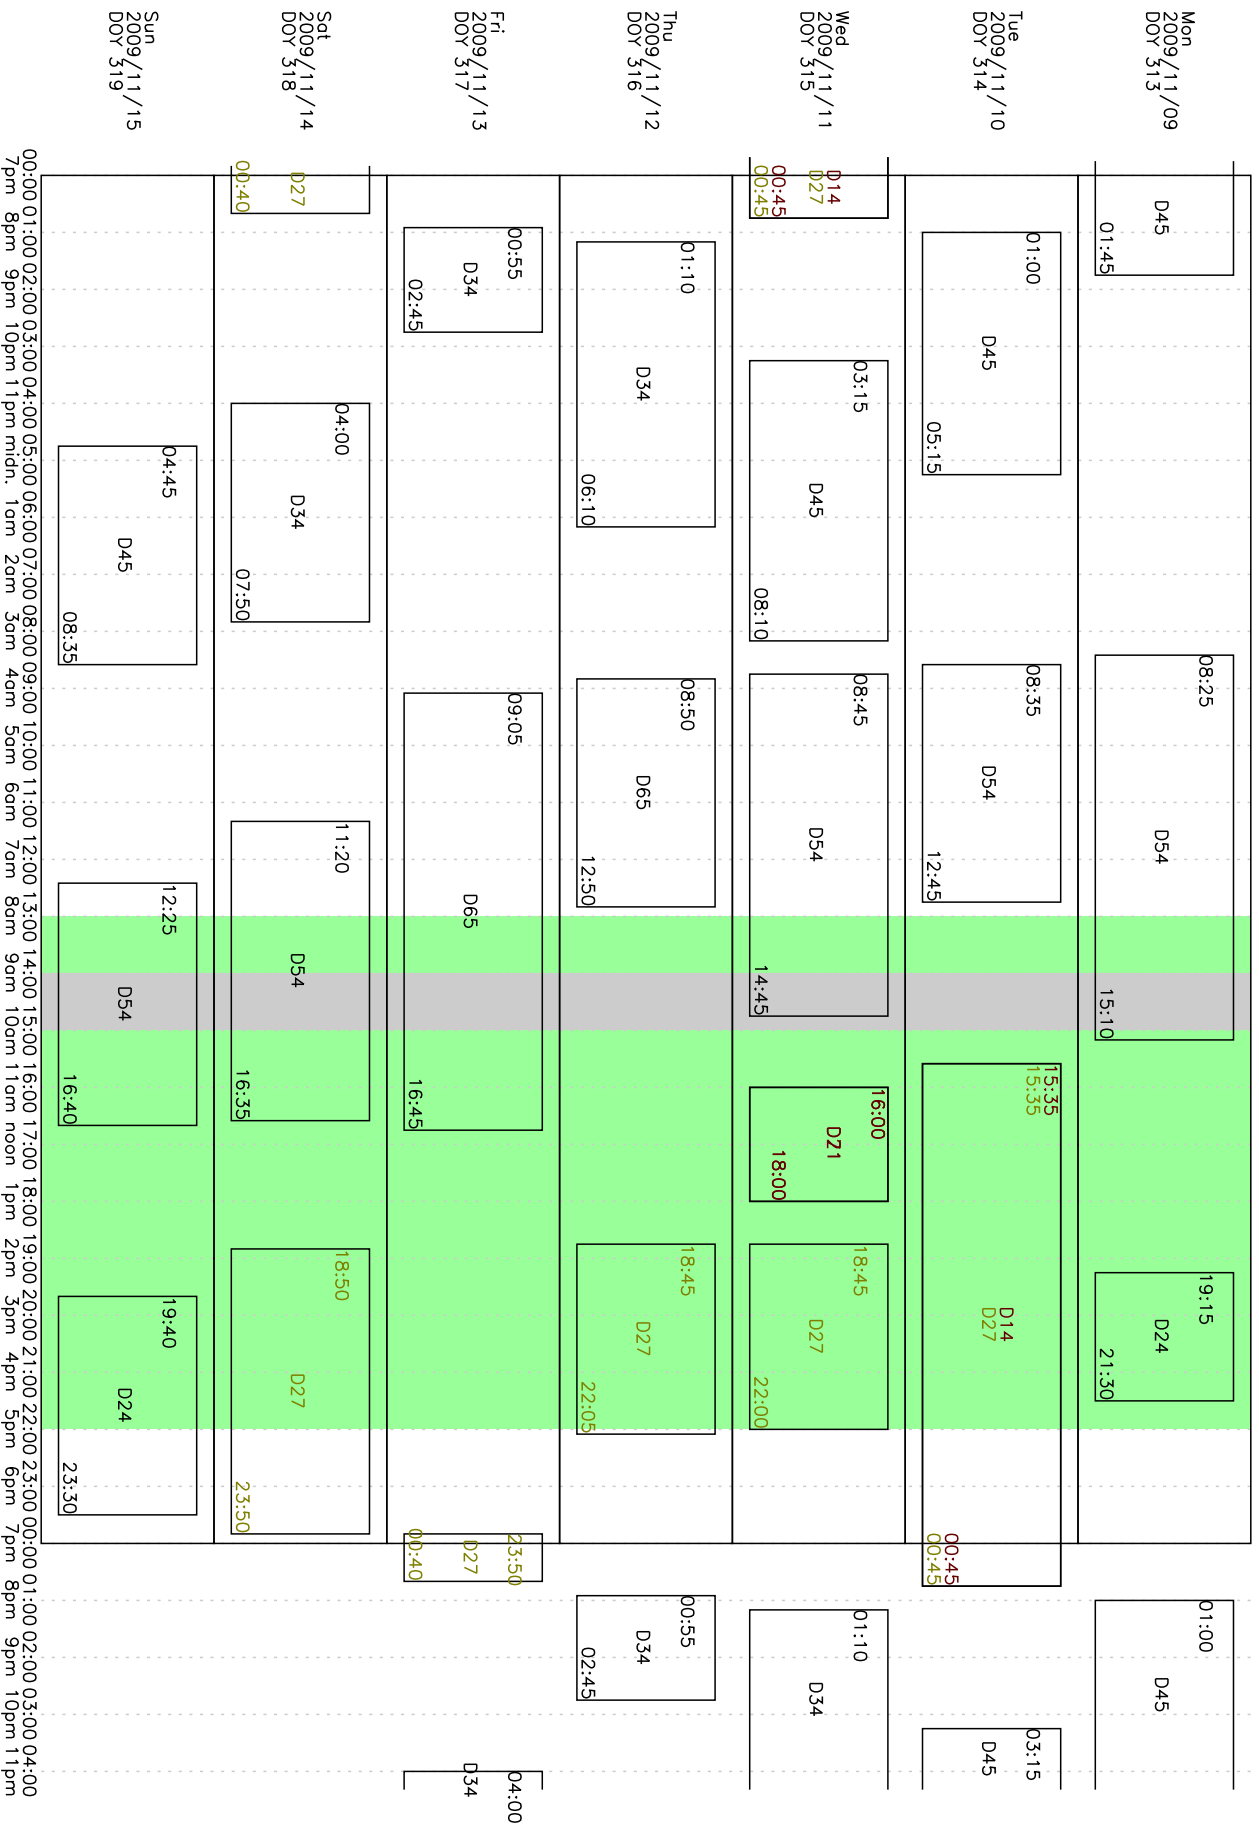 Mon
2009/11/09
DOY 313
D45
01:45
08:25
D54
15:10
19:15
D24
21:30
01:00
D45
Tue
2009/11/10
DOY 314
01:00
D45
05:15
08:35
D54
12:45
15:35
15:35
D14
D27
00:45
00:45
03:15
D45
Wed
2009/11/11
DOY 315
D14
D27
00:45
00:45
03:15
D45
08:10
08:45
D54
14:45
16:00
DZ1
18:00
18:45
D27
22:00
01:10
D34
Thu
2009/11/12
DOY 316
01:10
D34
06:10
08:50
D65
12:50
18:45
D27
22:05
00:55
D34
02:45
Fri
2009/11/13
DOY 317
00:55
D34
02:45
09:05
D65
16:45
23:50
D27
00:40
04:00
D34
Sat
2009/11/14
DOY 318
D27
00:40
04:00
D34
07:50
11:20
D54
16:35
18:50
D27
23:50
Sun
2009/11/15
DOY 319
04:45
D45
08:35
12:25
D54
16:40
19:40
D24
23:30
00:00 01:00 02:00 03:00 04:00 05:00 06:00 07:00 08:00 09:00 10:00 11:00 12:00 13:00 14:00 15:00 16:00 17:00 18:00 19:00 20:00 21:00 22:00 23:00 00:00 01:00 02:00 03:00 04:00
7pm 8pm 9pm 10pm 11pm midn. 1am 2am 3am 4am 5am 6am 7am 8am 9am 10am 11am noon 1pm 2pm 3pm 4pm 5pm 6pm 7pm 8pm 9pm 10pm 11pm